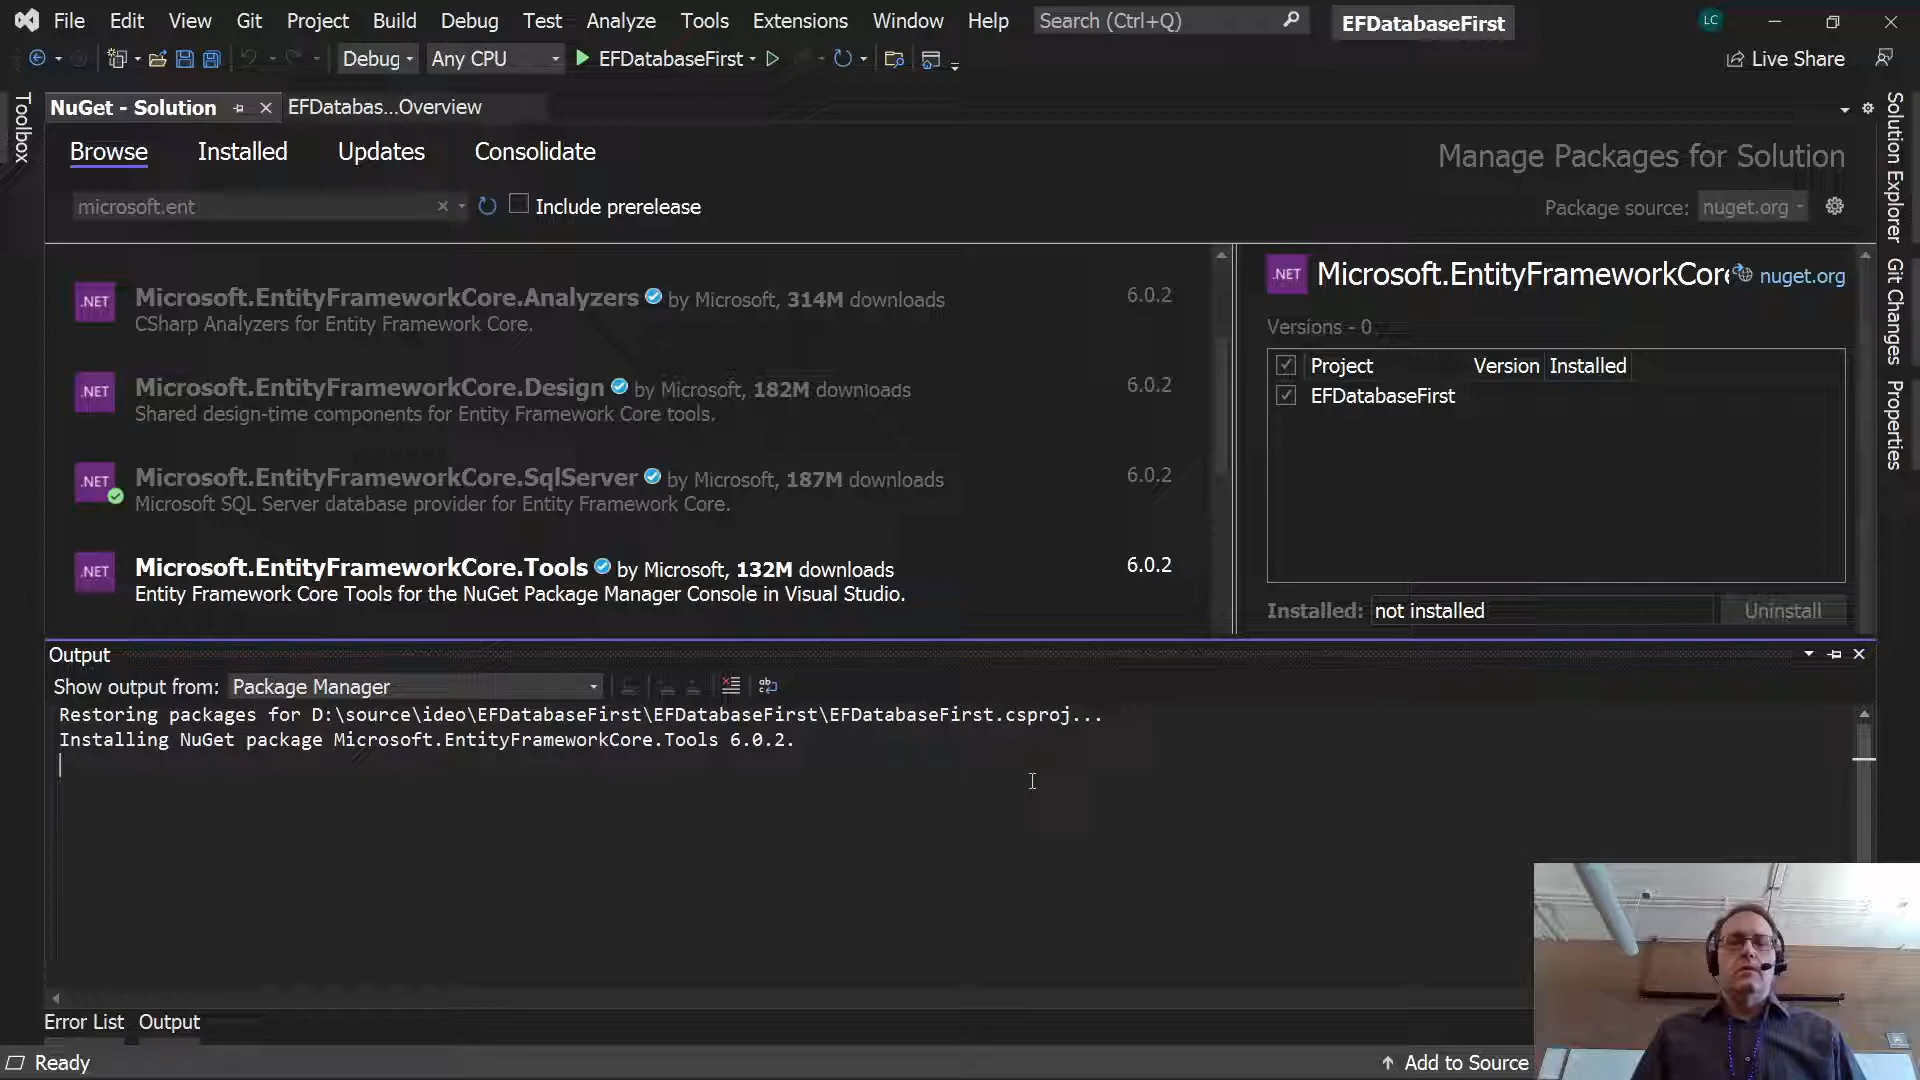 File Edit View Git Project Build Debug Test Analyze Tools Extensions Window Help Search (Ctrl+Q) EFDatabaseFirst LC
Debug Any CPU EFDatabaseFirst Live Share
Toolbox
NuGet - Solution EFDatabas...Overview
Browse Installed Updates Consolidate Manage Packages for Solution
microsoft.ent Include prerelease Package source: nuget.org
.NET Microsoft.EntityFrameworkCore.Analyzers by Microsoft, 314M downloads 6.0.2
CSharp Analyzers for Entity Framework Core.
.NET Microsoft.EntityFrameworkCore.Design by Microsoft, 182M downloads 6.0.2
Shared design-time components for Entity Framework Core tools.
.NET Microsoft.EntityFrameworkCore.SqlServer by Microsoft, 187M downloads 6.0.2
Microsoft SQL Server database provider for Entity Framework Core.
.NET Microsoft.EntityFrameworkCore.Tools by Microsoft, 132M downloads 6.0.2
Entity Framework Core Tools for the NuGet Package Manager Console in Visual Studio.
.NET Microsoft.EntityFrameworkCore nuget.org
Versions - 0
Project Version Installed
EFDatabaseFirst
Installed: not installed Uninstall
Solution Explorer
Git Changes
Properties
Output
Show output from: Package Manager
Restoring packages for D:\source\ideo\EFDatabaseFirst\EFDatabaseFirst\EFDatabaseFirst.csproj...
Installing NuGet package Microsoft.EntityFrameworkCore.Tools 6.0.2.
Error List Output
Ready Add to Source